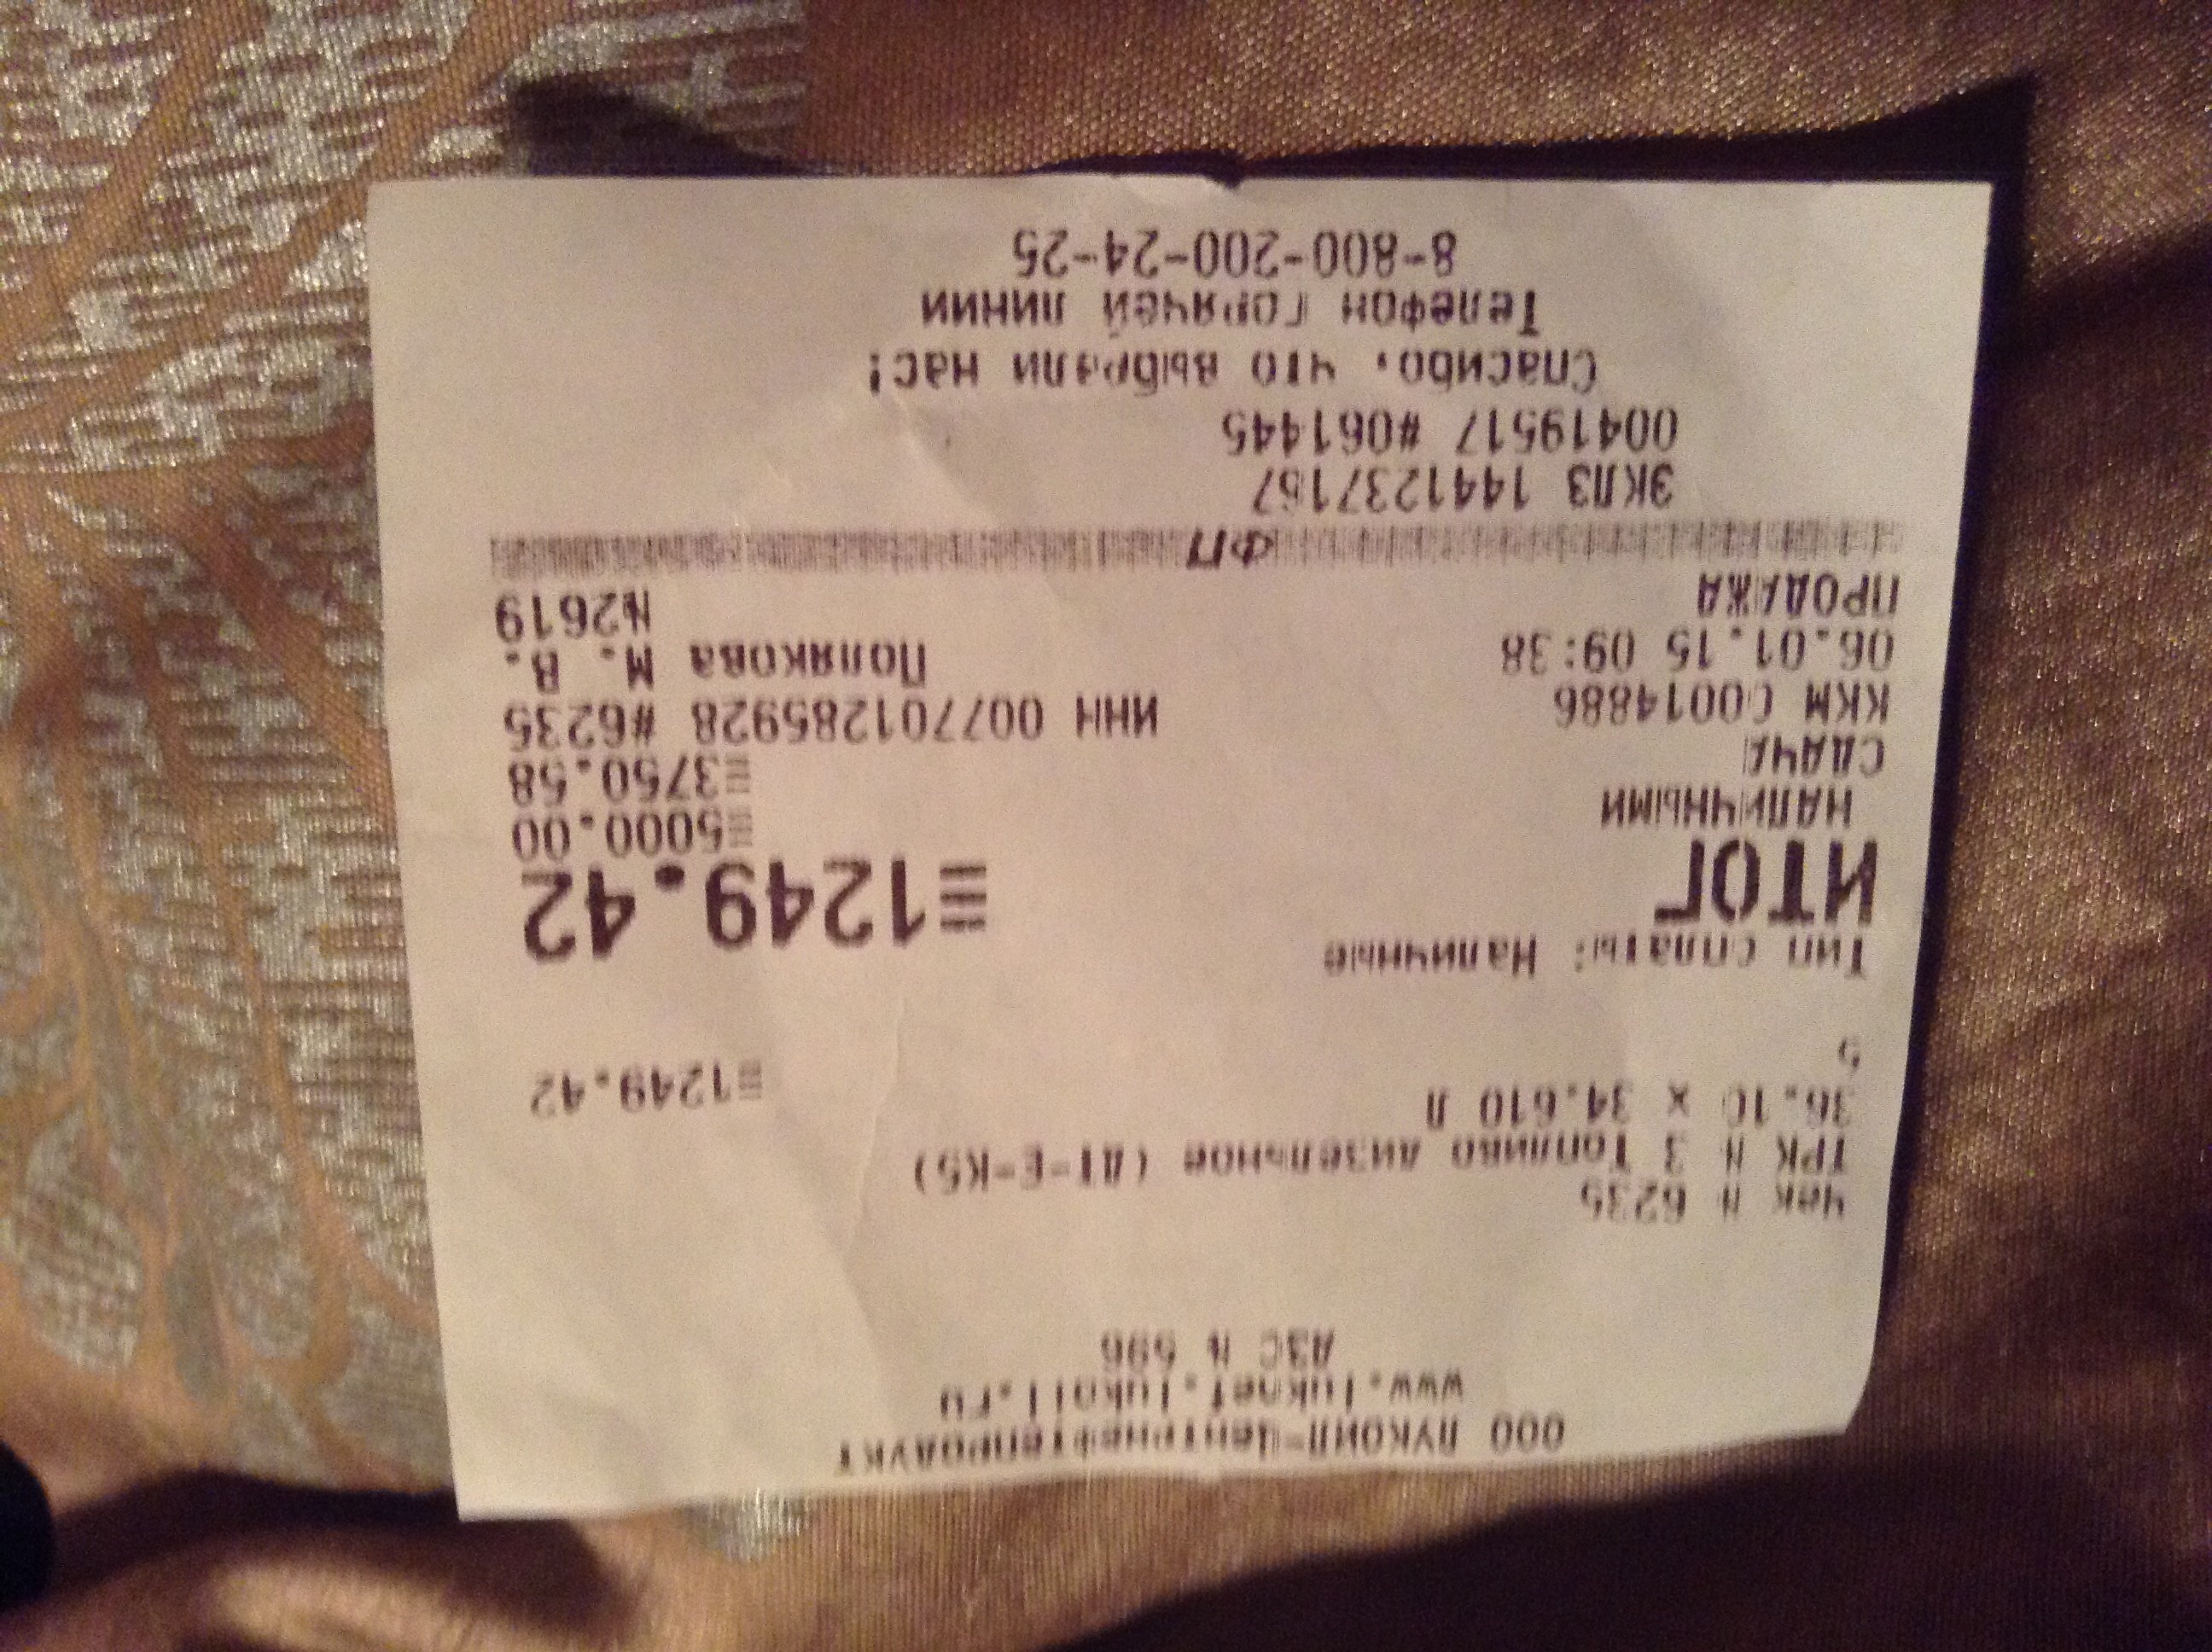 ООО ЛУКОЙЛ-Центрнефтепродукт
www.luknef.lukoil.ru
АЗС N 596
Чек N 6235
ТРК N 3 Топливо дизельное (ДТ-Е-К5)
36.10 x 34.610 Л
5 ≡1249.42
Тип оплаты: Наличные
ИТОГ ≡1249.42
НАЛИЧНЫМИ ≡5000.00
СДАЧА ≡3750.58
ККМ 00014886 ИНН 007701285928 #6235
06.01.15 09:38 Полякова М. В.
ПРОДАЖА №2619
ФП
ЭКЛЗ 1441237167
00419517 #061445
Спасибо, что выбрали нас!
Телефон горячей линии
8-800-200-24-25